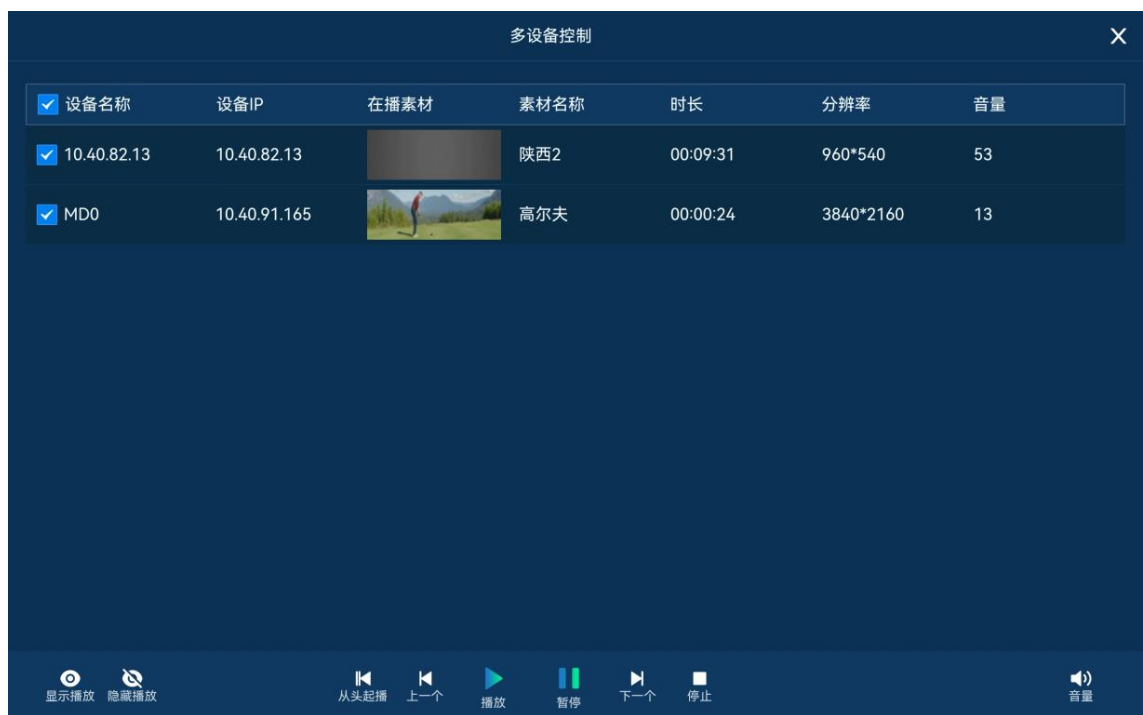 多设备控制
设备名称 设备IP 在播素材 素材名称 时长 分辨率 音量
10.40.82.13 10.40.82.13 陕西2 00:09:31 960*540 53
MD0 10.40.91.165 高尔夫 00:00:24 3840*2160 13
显示播放 隐藏播放 从头起播 上一个 播放 暂停 下一个 停止 音量